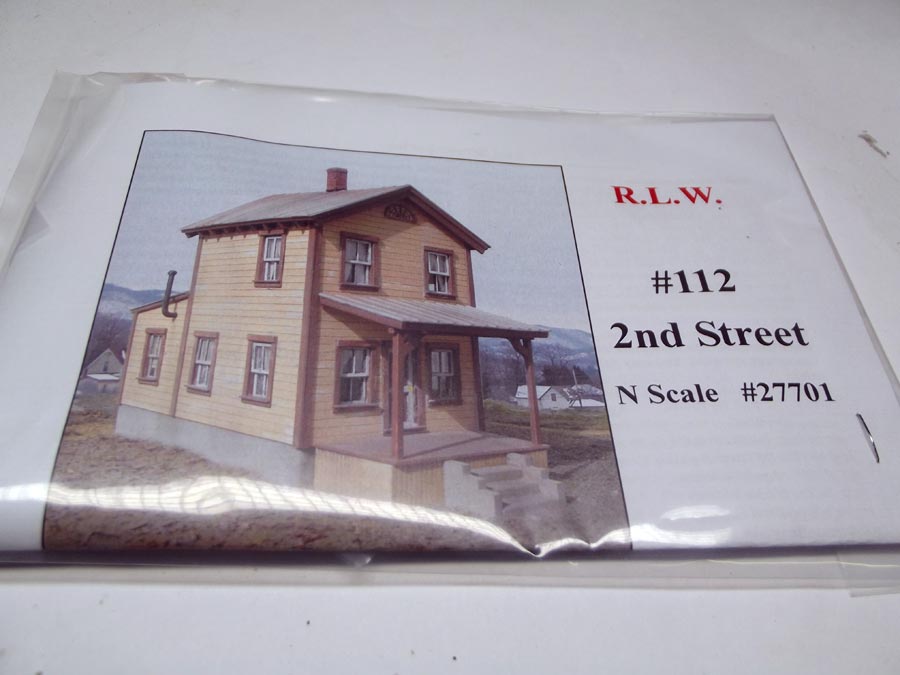 R.L.W.
#112
2nd Street
N Scale #27701